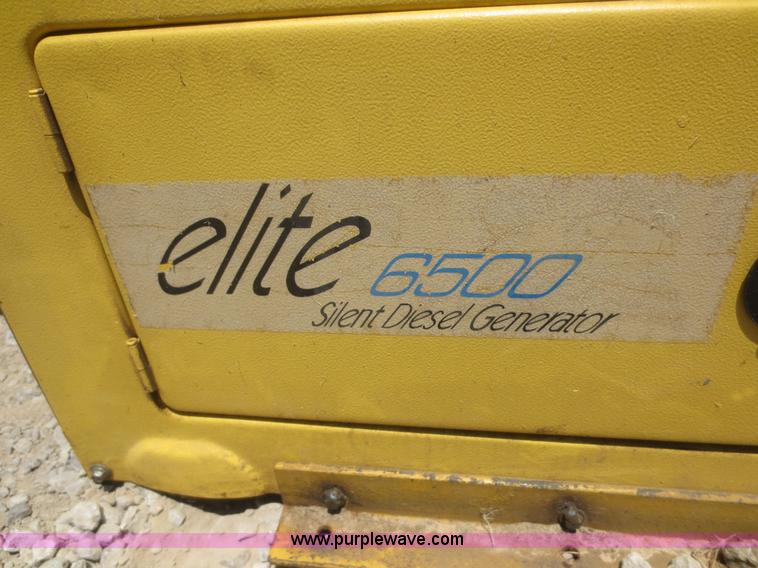 elite 6500
Silent Diesel Generator
www.purplewave.com